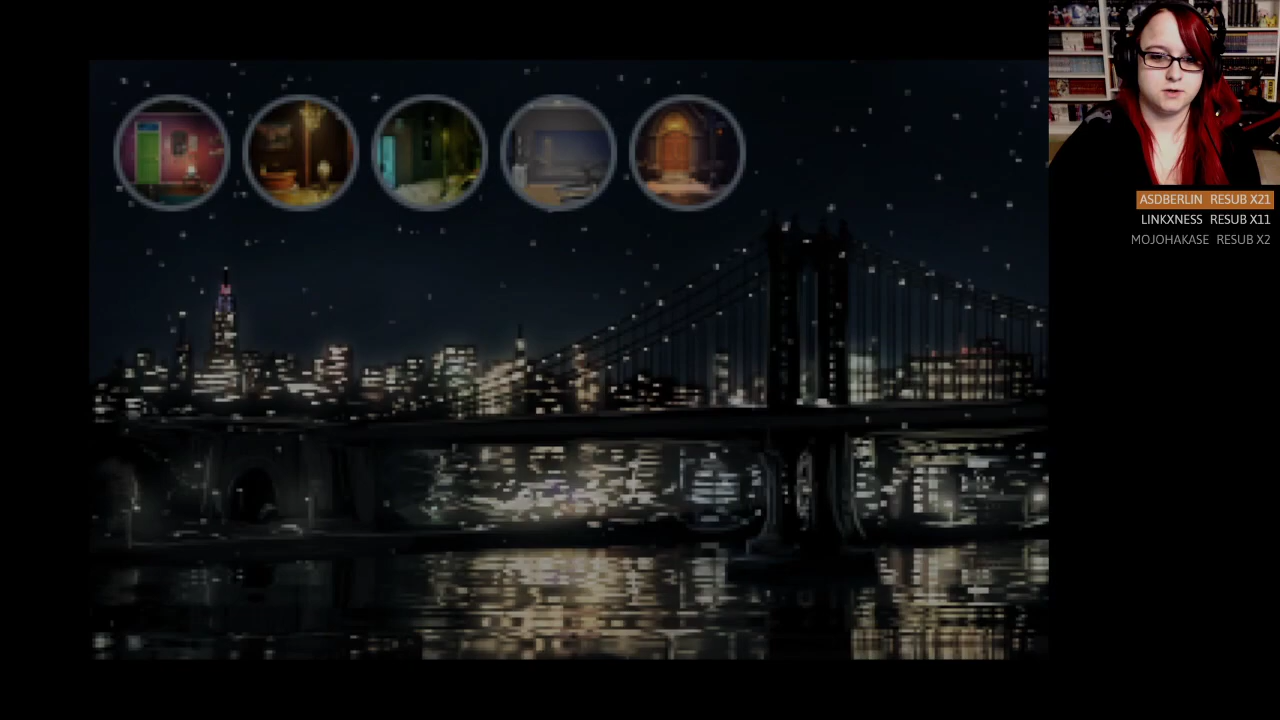 ASDBERLIN RESUB X21
LINKXNESS RESUB X11
MOJOHAKASE RESUB X2